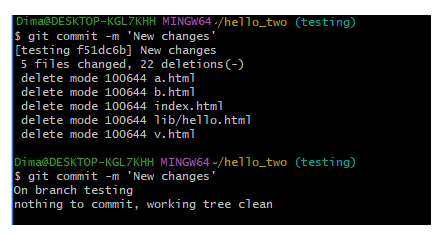 Dima@DESKTOP-KGL7KHH MINGW64 ~/hello_two (testing)
$ git commit -m 'New changes'
[testing f51dc6b] New changes
 5 files changed, 22 deletions(-)
 delete mode 100644 a.html
 delete mode 100644 b.html
 delete mode 100644 index.html
 delete mode 100644 lib/hello.html
 delete mode 100644 v.html

Dima@DESKTOP-KGL7KHH MINGW64 ~/hello_two (testing)
$ git commit -m 'New changes'
On branch testing
nothing to commit, working tree clean